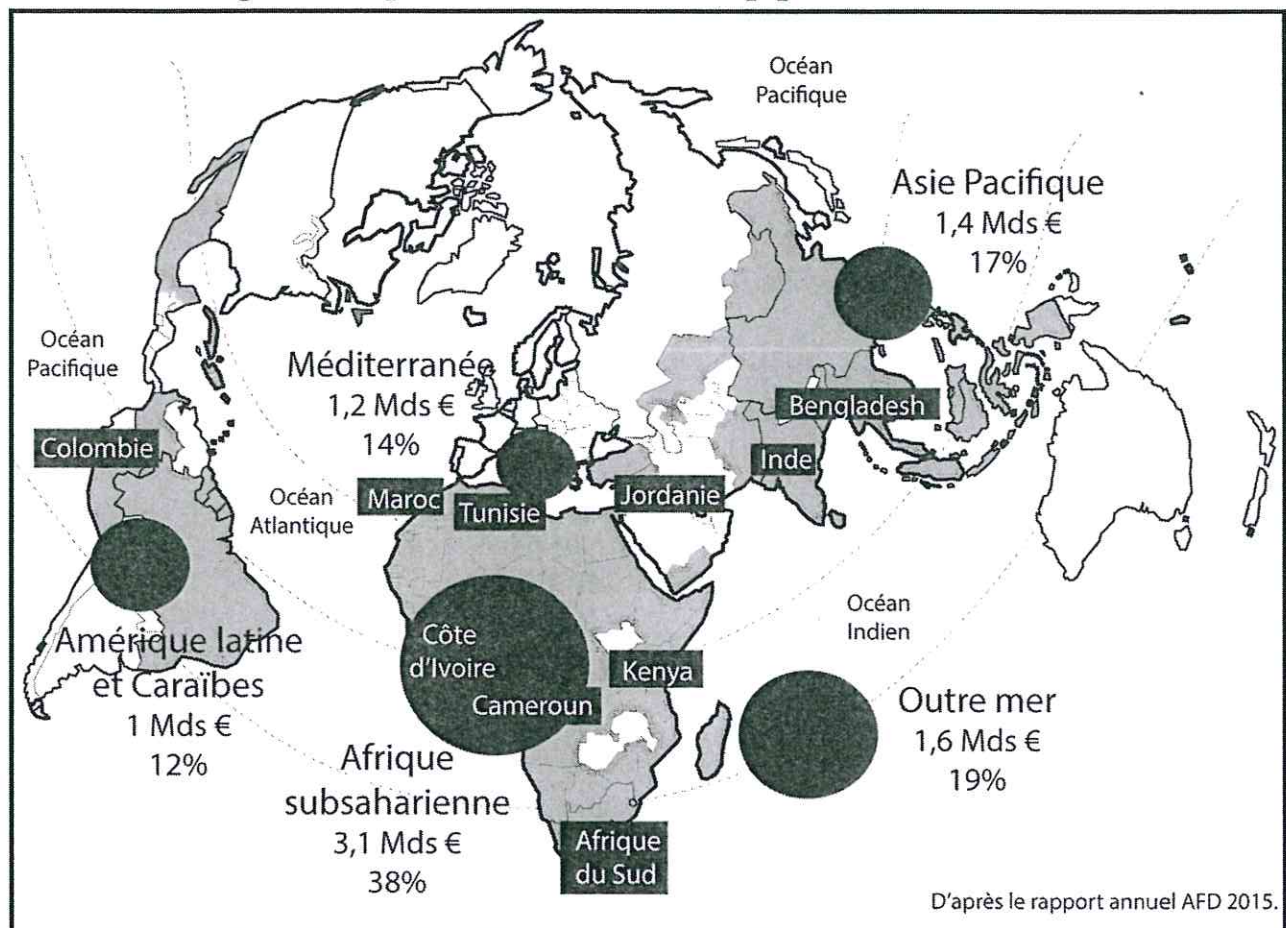 Océan
Pacifique
Asie Pacifique
1,4 Mds €
17%
Océan
Pacifique
Méditerranée
1,2 Mds €
14%
Bengladesh
Colombie
Inde
Maroc
Jordanie
Océan
Atlantique
Tunisie
Océan
Indien
Côte
d'Ivoire
Amérique latine
et Caraïbes
1 Mds €
12%
Kenya
Cameroun
Outre mer
1,6 Mds €
19%
Afrique
subsaharienne
3,1 Mds €
38%
Afrique
du Sud
D'après le rapport annuel AFD 2015.